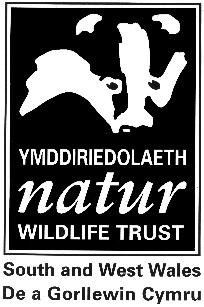 YMDDIRIEDOLAETH
natur
WILDLIFE TRUST
South and West Wales
De a Gorllewin Cymru